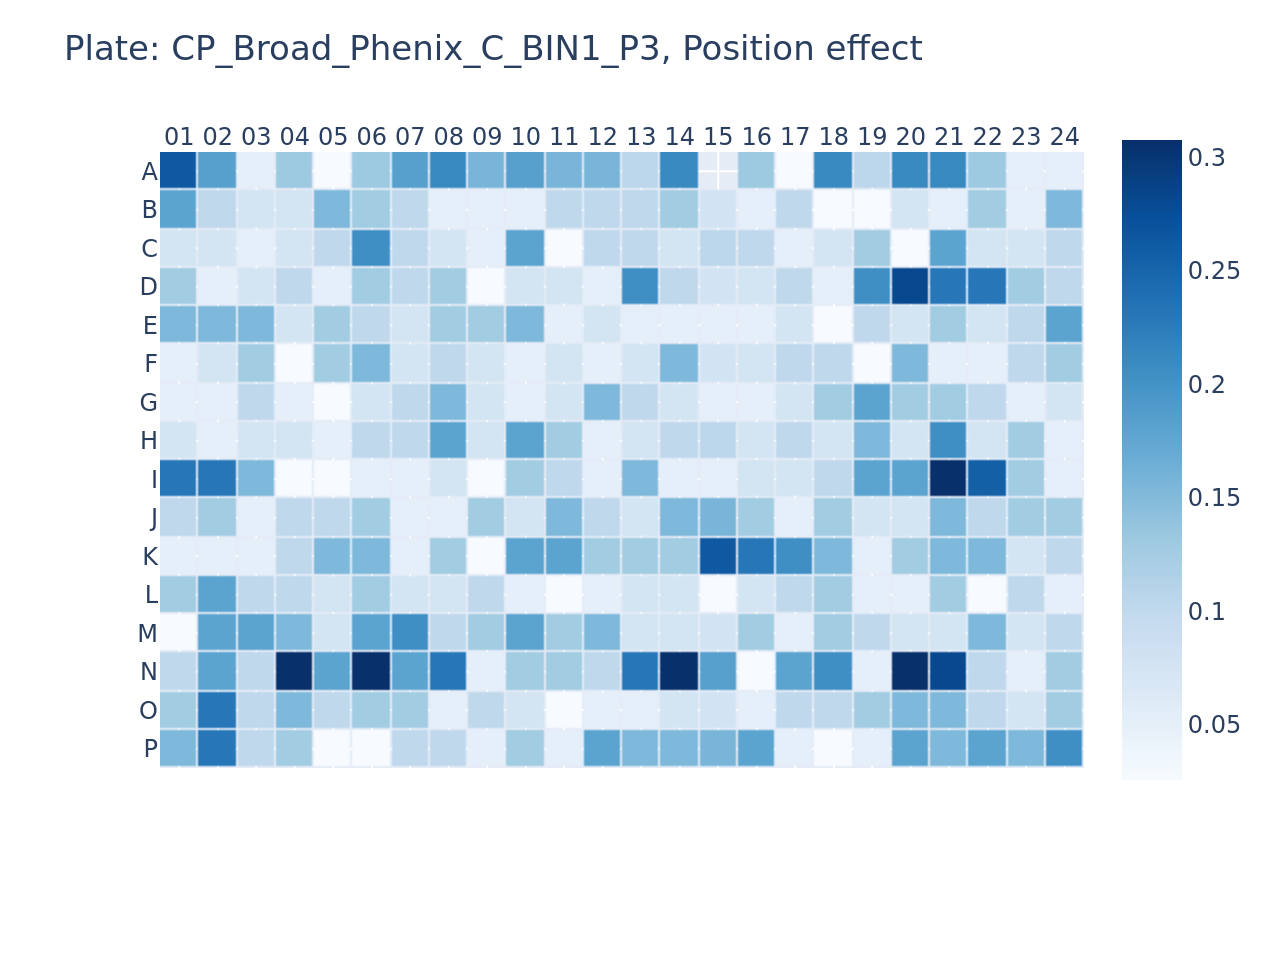 Plate: CP_Broad_Phenix_C_BIN1_P3, Position effect
01 02 03 04 05 06 07 08 09 10 11 12 13 14 15 16 17 18 19 20 21 22 23 24
A
B
C
D
E
F
G
H
I
J
K
L
M
N
O
P
0.3
0.25
0.2
0.15
0.1
0.05